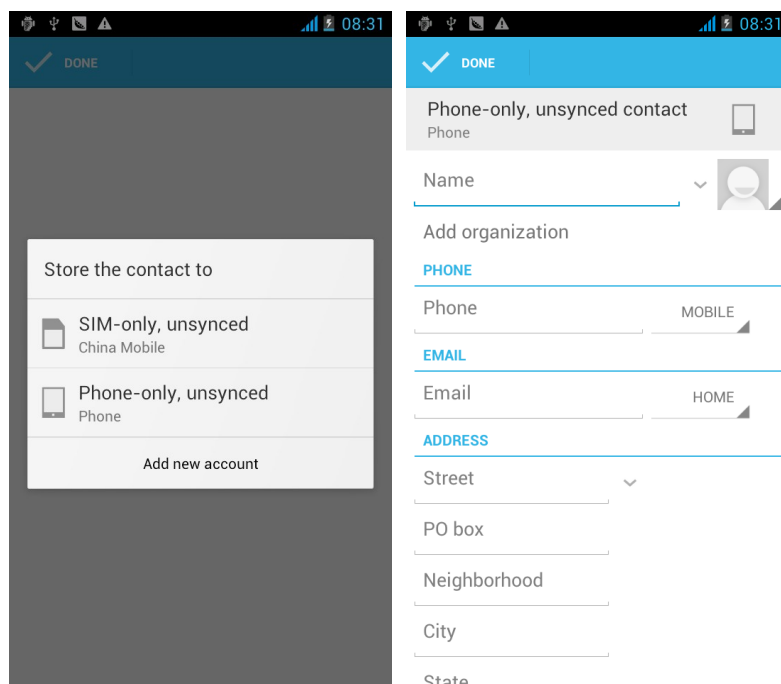 08:31
DONE
Store the contact to
SIM-only, unsynced
China Mobile
Phone-only, unsynced
Phone
Add new account
08:31
DONE
Phone-only, unsynced contact
Phone
Name
Add organization
PHONE
Phone MOBILE
EMAIL
Email HOME
ADDRESS
Street
PO box
Neighborhood
City
State